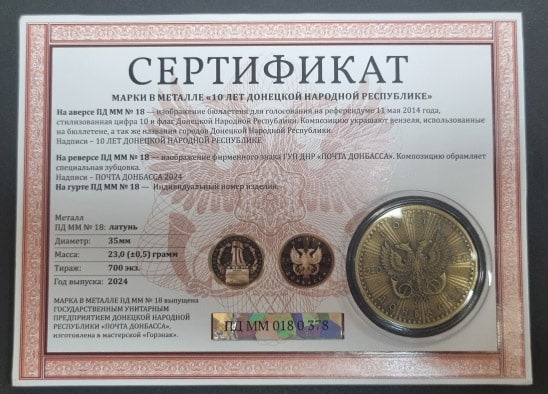 СЕРТИФИКАТ
МАРКИ В МЕТАЛЛЕ «10 ЛЕТ ДОНЕЦКОЙ НАРОДНОЙ РЕСПУБЛИКЕ»
На аверсе ПД ММ № 18 — изображение бюллетеня для голосования на референдуме 11 мая 2014 года,
стилизованная цифра 10 и флаг Донецкой Народной Республики. Композицию украшают вензеля, использованные
на бюллетене, а так же названия городов Донецкой Народной Республики.
Надписи – 10 ЛЕТ ДОНЕЦКОЙ НАРОДНОЙ РЕСПУБЛИКЕ
На реверсе ПД ММ № 18 — изображение фирменного знака ГУП ДНР «ПОЧТА ДОНБАССА». Композицию обрамляет
специальная зубцовка.
Надписи – ПОЧТА ДОНБАССА 2024
На гурте ПД ММ № 18 — Индивидуальный номер изделия.
Металл
ПД ММ № 18: латунь
Диаметр: 35мм
Масса: 23,0 (±0,5) грамм
Тираж: 700 экз.
Год выпуска: 2024
МАРКА В МЕТАЛЛЕ ПД ММ № 18 выпущена
ГОСУДАРСТВЕННЫМ УНИТАРНЫМ
ПРЕДПРИЯТИЕМ ДОНЕЦКОЙ НАРОДНОЙ
РЕСПУБЛИКИ «ПОЧТА ДОНБАССА»,
изготовлена в мастерской «Горзнак».
ПД ММ 018 0 378